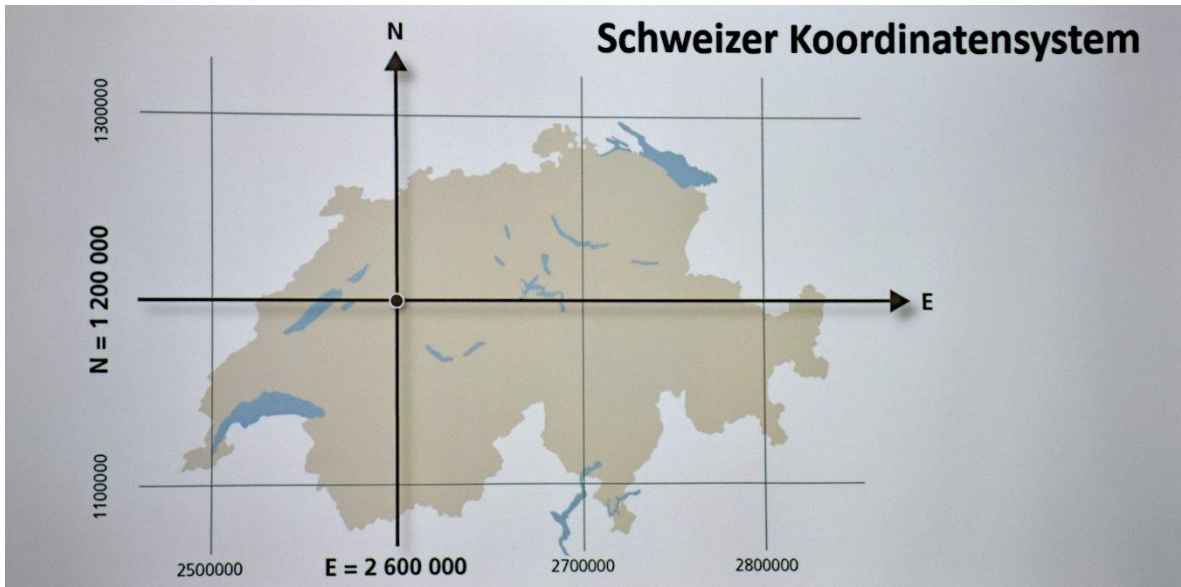 Schweizer Koordinatensystem
N
1300000
N = 1 200 000
E
1100000
2500000
E = 2 600 000
2700000
2800000